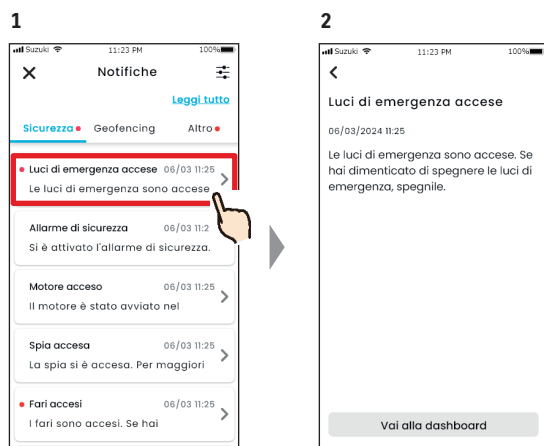 1
Suzuki 11:23 PM 100%
Notifiche
Leggi tutto
Sicurezza Geofencing Altro
Luci di emergenza accese 06/03 11:25
Le luci di emergenza sono accese
Allarme di sicurezza 06/03 11:2
Si è attivato l'allarme di sicurezza.
Motore acceso 06/03 11:25
Il motore è stato avviato nel
Spia accesa 06/03 11:25
La spia si è accesa. Per maggiori
Fari accesi 06/03 11:25
I fari sono accesi. Se hai
2
Suzuki 11:23 PM 100%
Luci di emergenza accese
06/03/2024 11:25
Le luci di emergenza sono accese. Se
hai dimenticato di spegnere le luci di
emergenza, spegnile.
Vai alla dashboard